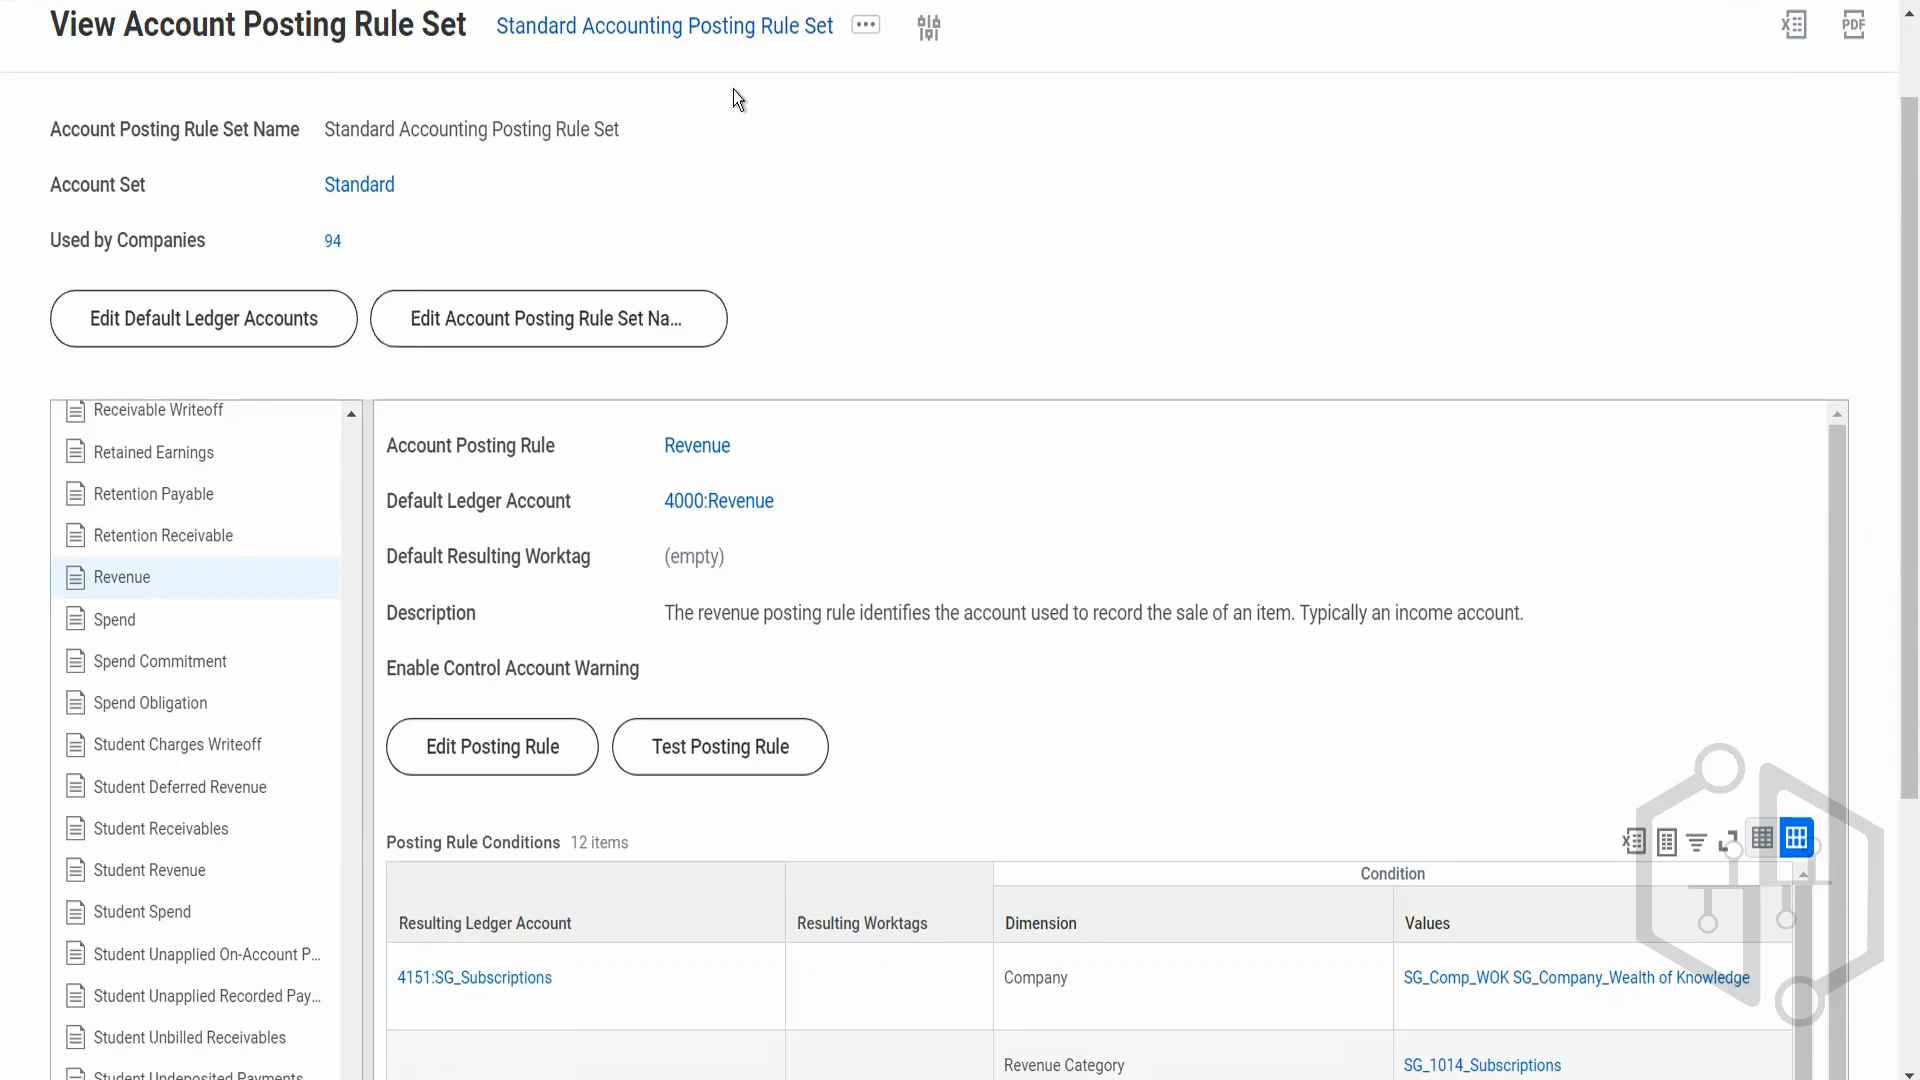 View Account Posting Rule Set
Standard Accounting Posting Rule Set
PDF
Account Posting Rule Set Name
Standard Accounting Posting Rule Set
Account Set
Standard
Used by Companies
94
Edit Default Ledger Accounts
Edit Account Posting Rule Set Na...
Receivable Writeoff
Retained Earnings
Retention Payable
Retention Receivable
Revenue
Spend
Spend Commitment
Spend Obligation
Student Charges Writeoff
Student Deferred Revenue
Student Receivables
Student Revenue
Student Spend
Student Unapplied On-Account P...
Student Unapplied Recorded Pay...
Student Unbilled Receivables
Student Undeposited Payments
Account Posting Rule
Revenue
Default Ledger Account
4000:Revenue
Default Resulting Worktag
(empty)
Description
The revenue posting rule identifies the account used to record the sale of an item. Typically an income account.
Enable Control Account Warning
Edit Posting Rule
Test Posting Rule
Posting Rule Conditions 12 items
Condition
Resulting Ledger Account
Resulting Worktags
Dimension
Values
4151:SG_Subscriptions
Company
SG_Comp_WOK SG_Company_Wealth of Knowledge
Revenue Category
SG_1014_Subscriptions